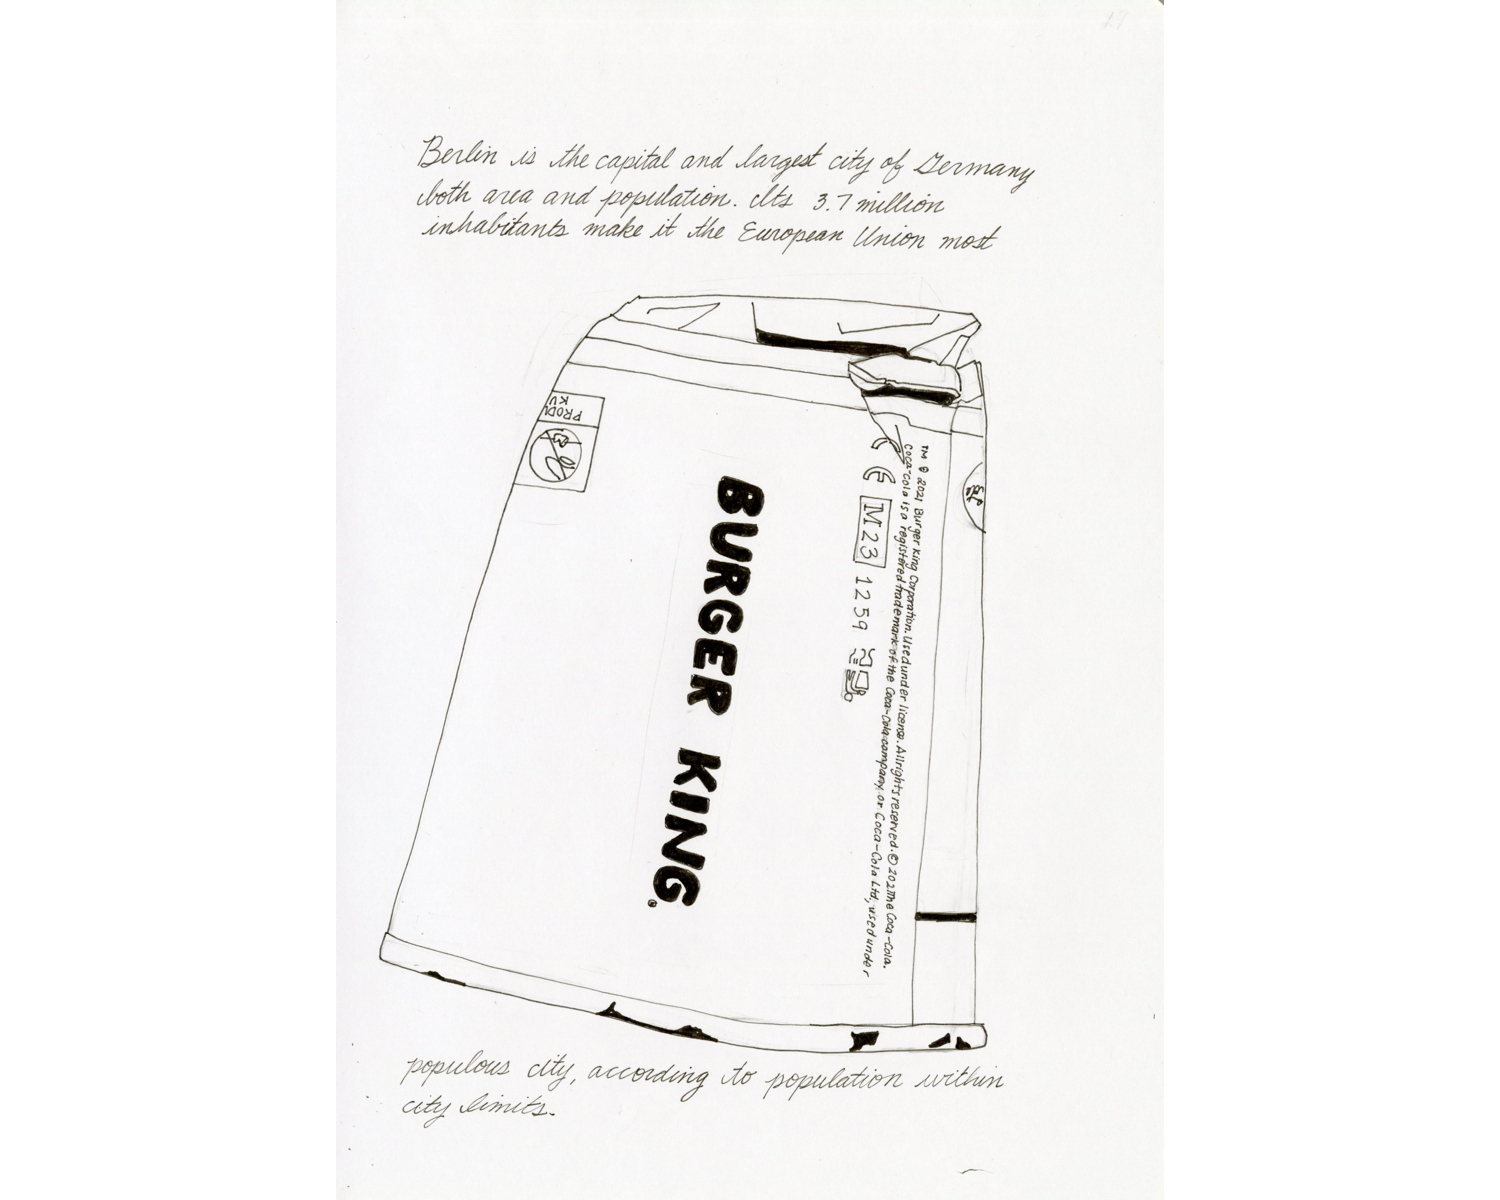 Berlin is the capital and largest city of Germany
both area and population. Its 3.7 million
inhabitants make it the European Union most
PRODU
KV
BURGER KING®
CE M23 1259
TM & © 2021 Burger King Corporation. Used under license. All rights reserved. © 2021 The Coca-Cola.
Coca-cola is a registered trademark of the Coca-Cola company, or Coca-Cola Ltd, used under
populous city, according to population within
city limits.